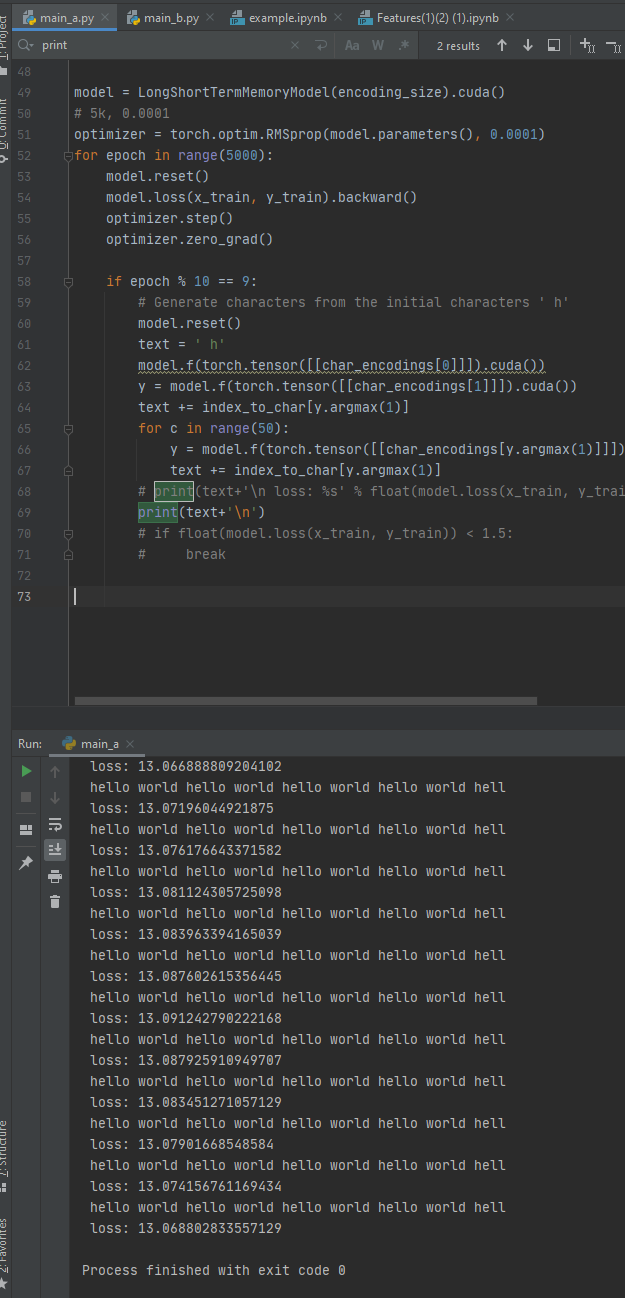 main_a.py
main_b.py
example.ipynb
Features(1)(2) (1).ipynb
print
Aa W .*
2 results
1: Project
0: Commit
48
49 model = LongShortTermMemoryModel(encoding_size).cuda()
50 # 5k, 0.0001
51 optimizer = torch.optim.RMSprop(model.parameters(), 0.0001)
52 for epoch in range(5000):
53 model.reset()
54 model.loss(x_train, y_train).backward()
55 optimizer.step()
56 optimizer.zero_grad()
57
58 if epoch % 10 == 9:
59 # Generate characters from the initial characters ' h'
60 model.reset()
61 text = ' h'
62 model.f(torch.tensor([[char_encodings[0]]]).cuda())
63 y = model.f(torch.tensor([[char_encodings[1]]]).cuda())
64 text += index_to_char[y.argmax(1)]
65 for c in range(50):
66 y = model.f(torch.tensor([[char_encodings[y.argmax(1)]]])
67 text += index_to_char[y.argmax(1)]
68 # print(text+'\n loss: %s' % float(model.loss(x_train, y_trai
69 print(text+'\n')
70 # if float(model.loss(x_train, y_train)) < 1.5:
71 # break
72
73
Run: main_a
loss: 13.066888809204102
hello world hello world hello world hello world hell
loss: 13.07196044921875
hello world hello world hello world hello world hell
loss: 13.076176643371582
hello world hello world hello world hello world hell
loss: 13.081124305725098
hello world hello world hello world hello world hell
loss: 13.083963394165039
hello world hello world hello world hello world hell
loss: 13.087602615356445
hello world hello world hello world hello world hell
loss: 13.091242790222168
hello world hello world hello world hello world hell
loss: 13.087925910949707
hello world hello world hello world hello world hell
loss: 13.083451271057129
hello world hello world hello world hello world hell
loss: 13.07901668548584
hello world hello world hello world hello world hell
loss: 13.074156761169434
hello world hello world hello world hello world hell
loss: 13.068802833557129
Process finished with exit code 0
7: Structure
2: Favorites